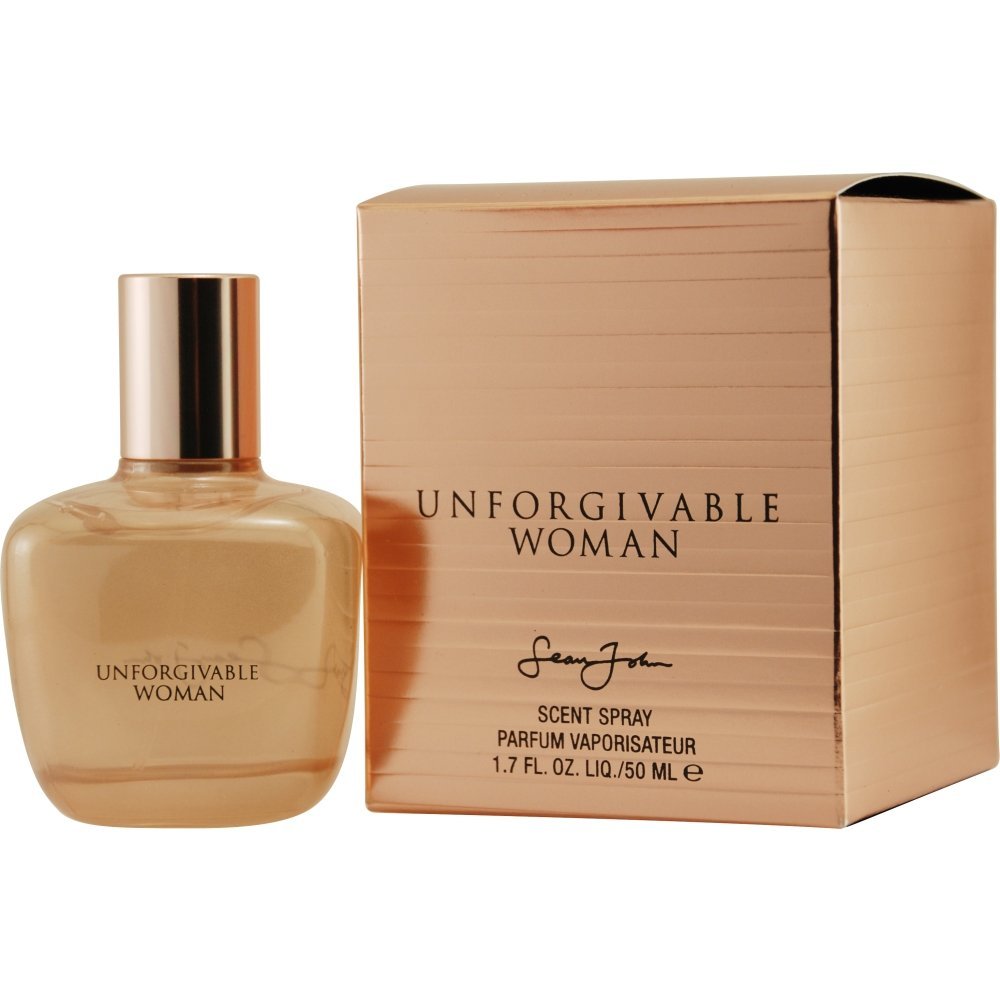 UNFORGIVABLE
WOMAN
UNFORGIVABLE
WOMAN
Sean John
SCENT SPRAY
PARFUM VAPORISATEUR
1.7 FL. OZ. LIQ./50 ML ℮